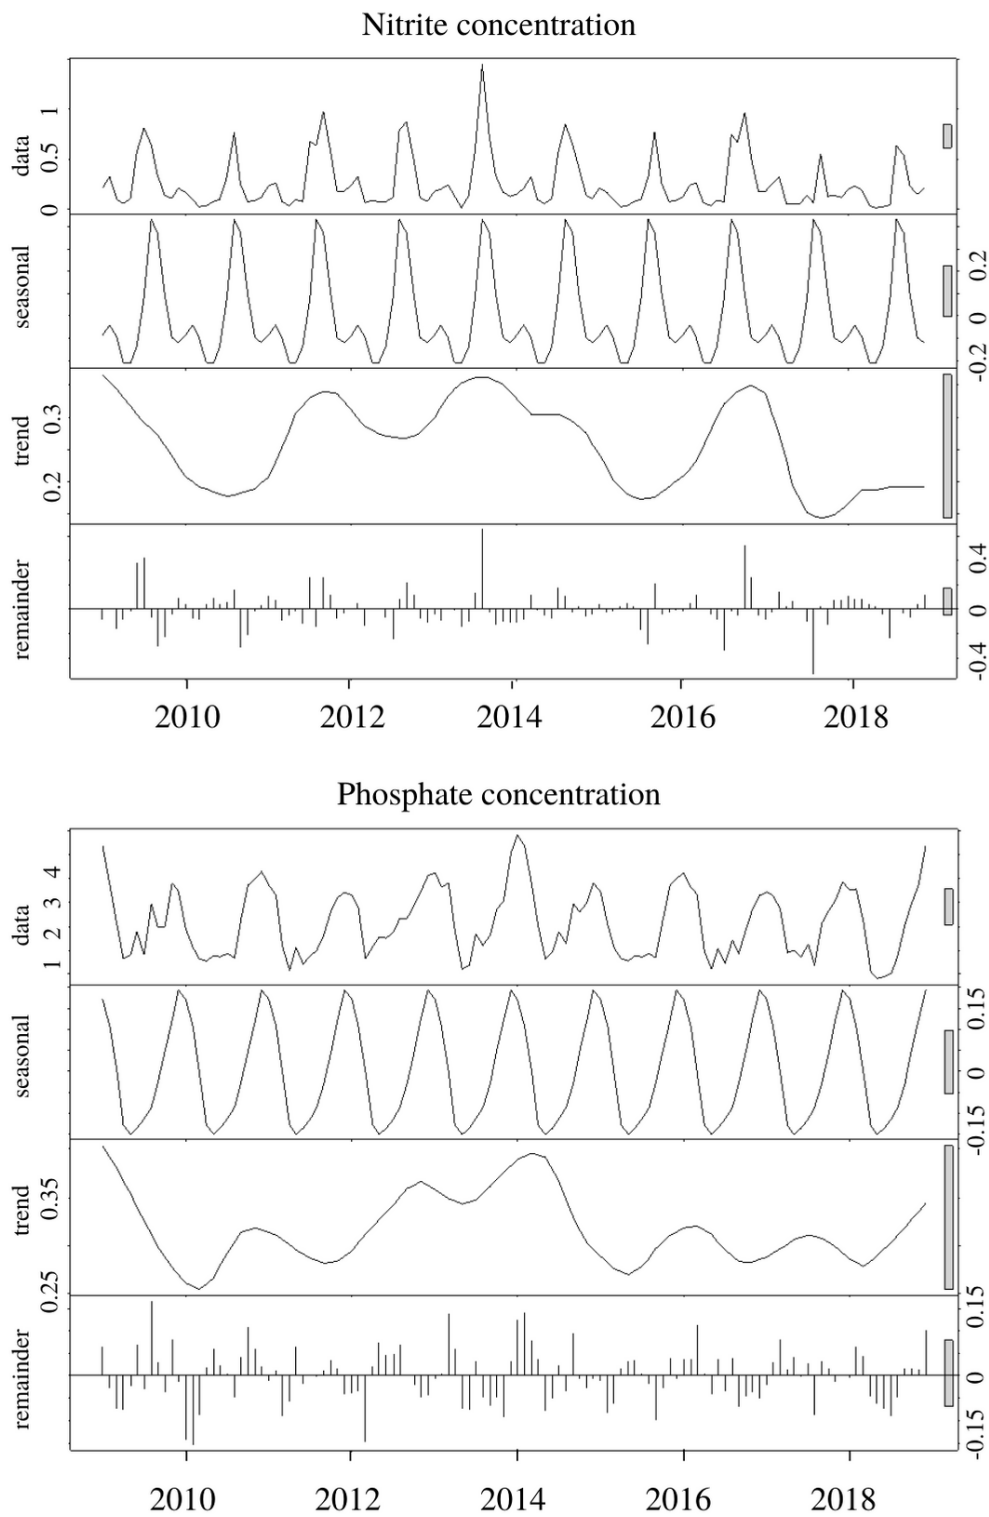 Nitrite concentration
data
0 0.5 1
seasonal
-0.2 0 0.2
trend
0.2 0.3
remainder
-0.4 0 0.4
2010 2012 2014 2016 2018
Phosphate concentration
data
1 2 3 4
seasonal
-0.15 0 0.15
trend
0.25 0.35
remainder
-0.15 0 0.15
2010 2012 2014 2016 2018